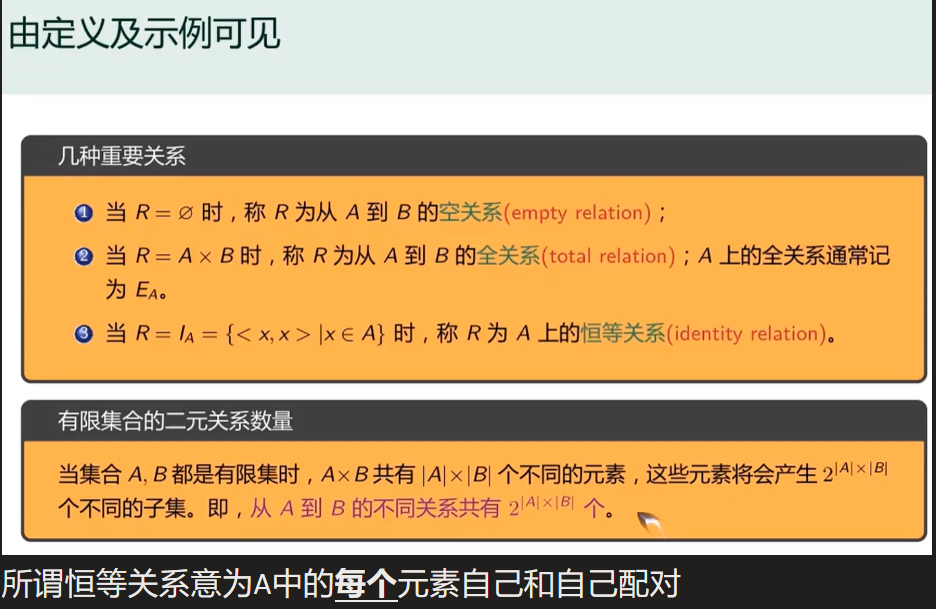 由定义及示例可见
几种重要关系
1 当 R = ∅ 时，称 R 为从 A 到 B 的空关系(empty relation)；
2 当 R = A × B 时，称 R 为从 A 到 B 的全关系(total relation)；A 上的全关系通常记
为 E_A。
3 当 R = I_A = {< x, x > |x ∈ A} 时，称 R 为 A 上的恒等关系(identity relation)。
有限集合的二元关系数量
当集合 A, B 都是有限集时，A×B 共有 |A|×|B| 个不同的元素，这些元素将会产生 2^{|A|×|B|}
个不同的子集。即，从 A 到 B 的不同关系共有 2^{|A|×|B|} 个。
所谓恒等关系意为A中的每个元素自己和自己配对